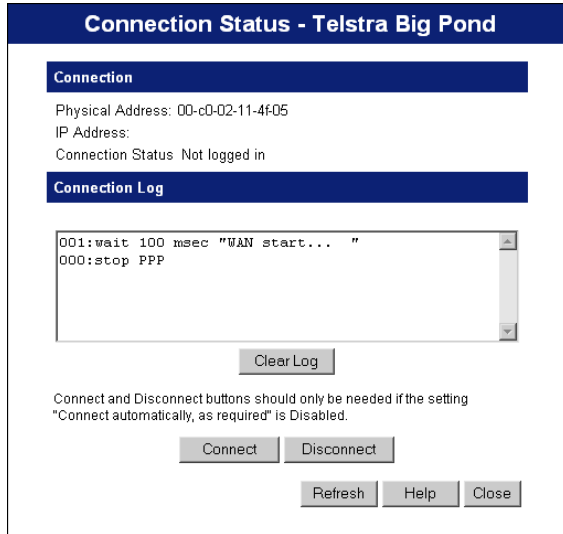 Connection Status - Telstra Big Pond
Connection
Physical Address: 00-c0-02-11-4f-05
IP Address:
Connection Status Not logged in
Connection Log
001:wait 100 msec "WAN start...  "
000:stop PPP
Clear Log
Connect and Disconnect buttons should only be needed if the setting
"Connect automatically, as required" is Disabled.
Connect Disconnect
Refresh Help Close